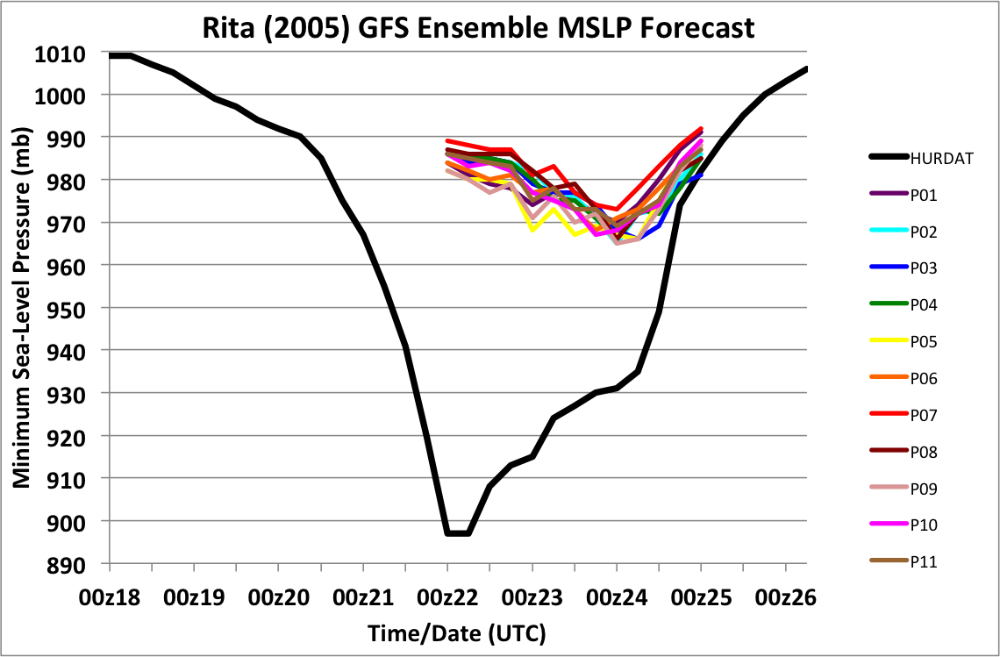 Rita (2005) GFS Ensemble MSLP Forecast
Minimum Sea-Level Pressure (mb)
1010
1000
990
980
970
960
950
940
930
920
910
900
890
00z18 00z19 00z20 00z21 00z22 00z23 00z24 00z25 00z26
Time/Date (UTC)
HURDAT
P01
P02
P03
P04
P05
P06
P07
P08
P09
P10
P11